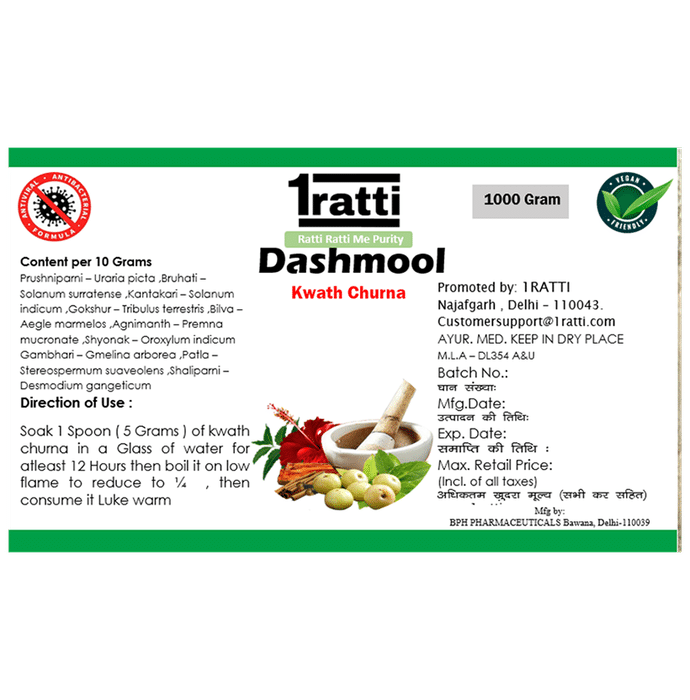 ANTIVIRAL - ANTIBACTERIAL
FORMULA
1ratti
Ratti Ratti Me Purity
Dashmool
Kwath Churna
1000 Gram
VEGAN
FRIENDLY
Content per 10 Grams
Prushniparni – Uraria picta ,Bruhati –
Solanum surratense ,Kantakari – Solanum
indicum ,Gokshur – Tribulus terrestris ,Bilva –
Aegle marmelos ,Agnimanth – Premna
mucronate ,Shyonak – Oroxylum indicum
Gambhari – Gmelina arborea ,Patla –
Stereospermum suaveolens ,Shaliparni –
Desmodium gangeticum
Direction of Use :
Soak 1 Spoon ( 5 Grams ) of kwath
churna in a Glass of water for
atleast 12 Hours then boil it on low
flame to reduce to ¼ , then
consume it Luke warm
Promoted by: 1RATTI
Najafgarh , Delhi – 110043.
Customersupport@1ratti.com
AYUR. MED. KEEP IN DRY PLACE
M.L.A – DL354 A&U
Batch No.:
घान संख्याः
Mfg.Date:
उत्पादन की तिथिः
Exp. Date:
समाप्ति की तिथि :
Max. Retail Price:
(Incl. of all taxes)
अधिकतम खुदरा मूल्य (सभी कर सहित)
Mfg by:
BPH PHARMACEUTICALS Bawana, Delhi-110039